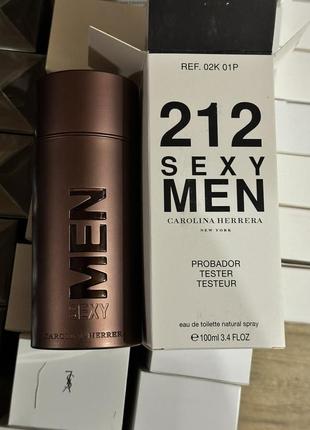 REF. 02K 01P
212
SEXY
MEN
CAROLINA HERRERA
NEW YORK
PROBADOR
TESTER
TESTEUR
eau de toilette natural spray
℮ 100ml 3.4 FL.OZ
MEN
SEXY
CAROLINA HERRERA
YSL